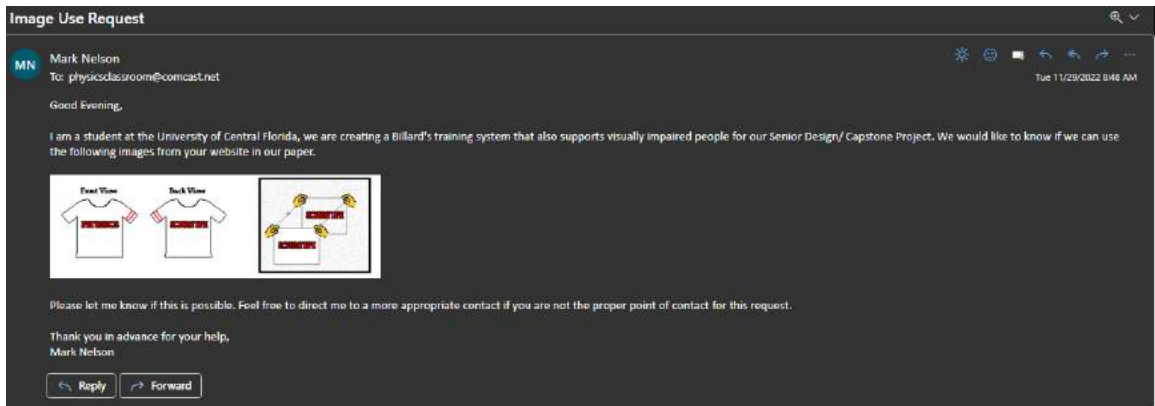 Image Use Request
MN
Mark Nelson
To: physicsclassroom@comcast.net
Tue 11/29/2022 8:48 AM
Good Evening,
I am a student at the University of Central Florida, we are creating a Billard's training system that also supports visually impaired people for our Senior Design/ Capstone Project. We would like to know if we can use
the following images from your website in our paper.
Front View Back View
PHYSICS
Please let me know if this is possible. Feel free to direct me to a more appropriate contact if you are not the proper point of contact for this request.
Thank you in advance for your help,
Mark Nelson
Reply Forward